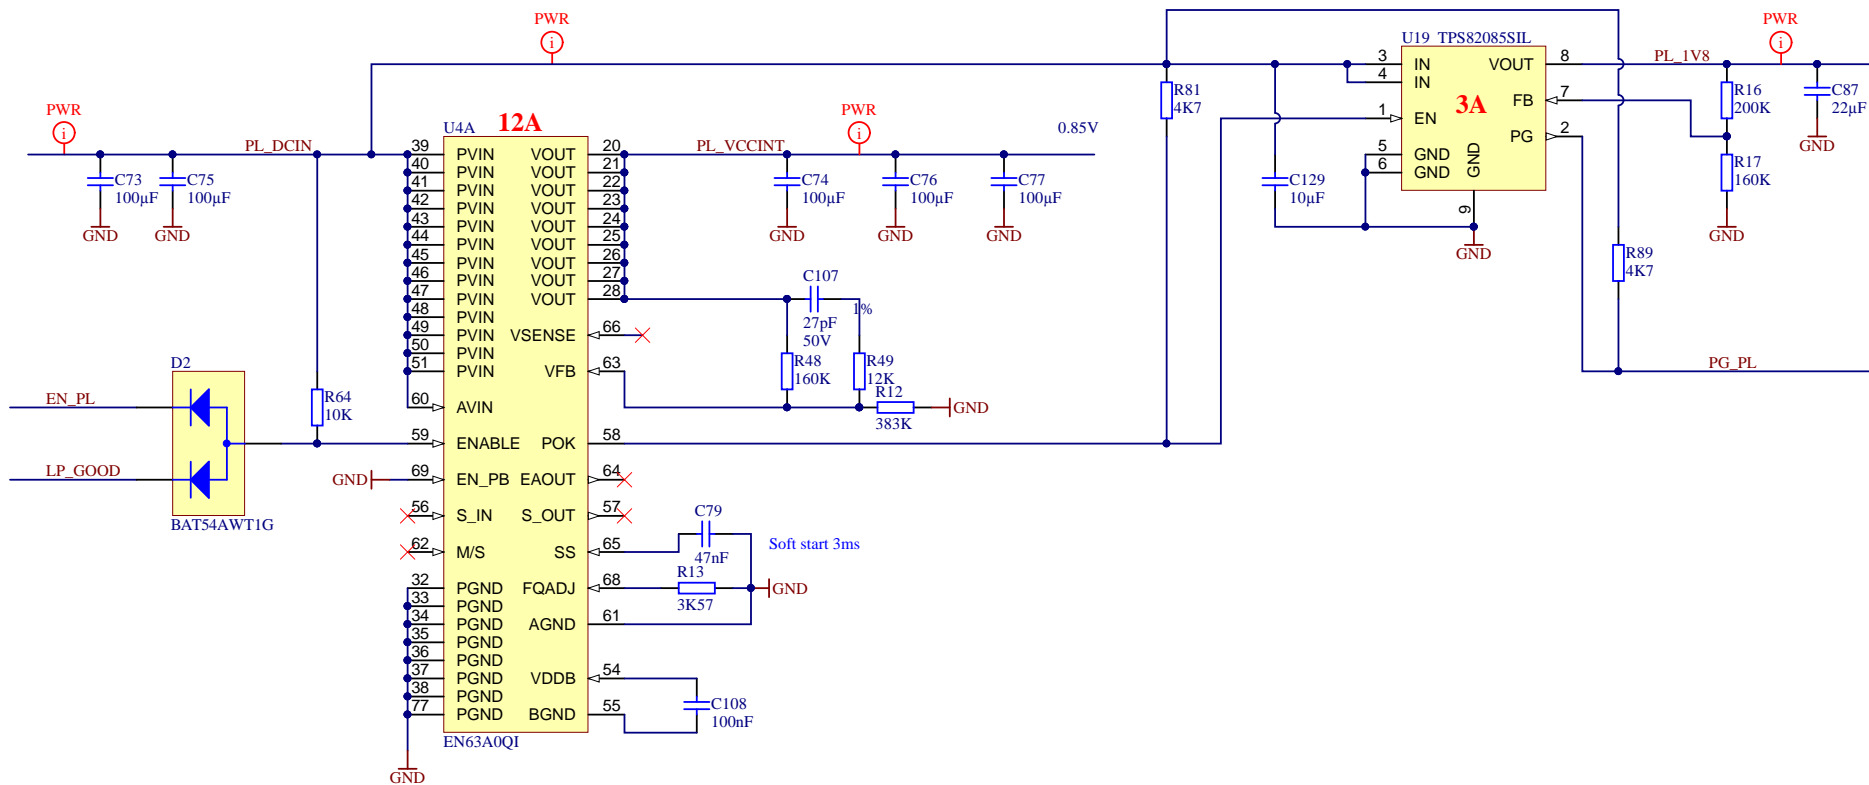 PWR
PWR
U19 TPS82085SIL
3 IN VOUT 8 PL_1V8
4 IN
R81
4K7
3A
FB 7
R16
200K
C87
22µF
GND
PWR
12A
PWR
U4A
0.85V
1 EN
PG 2
PL_DCIN
39 PVIN VOUT 20 PL_VCCINT
40 PVIN VOUT 21
41 PVIN VOUT 22
42 PVIN VOUT 23
43 PVIN VOUT 24
44 PVIN VOUT 25
45 PVIN VOUT 26
46 PVIN VOUT 27
47 PVIN VOUT 28
48 PVIN
49 PVIN VSENSE 66
50 PVIN
51 PVIN VFB 63
60 AVIN
59 ENABLE POK 58
69 EN_PB EAOUT 64
56 S_IN S_OUT 57
62 M/S SS 65
32 PGND FQADJ 68
33 PGND
34 PGND AGND 61
35 PGND
36 PGND
37 PGND VDDB 54
38 PGND
77 PGND BGND 55
EN63A0QI
GND
C73
100µF
GND
C75
100µF
GND
C74
100µF
GND
C76
100µF
GND
C77
100µF
GND
5 GND
6 GND
GND
9
GND
C129
10µF
R17
160K
GND
R89
4K7
PG_PL
C107
27pF
50V
1%
R48
160K
R49
12K
R12
383K
GND
D2
EN_PL
LP_GOOD
BAT54AWT1G
R64
10K
GND
C79
47nF
Soft start 3ms
R13
3K57
GND
C108
100nF